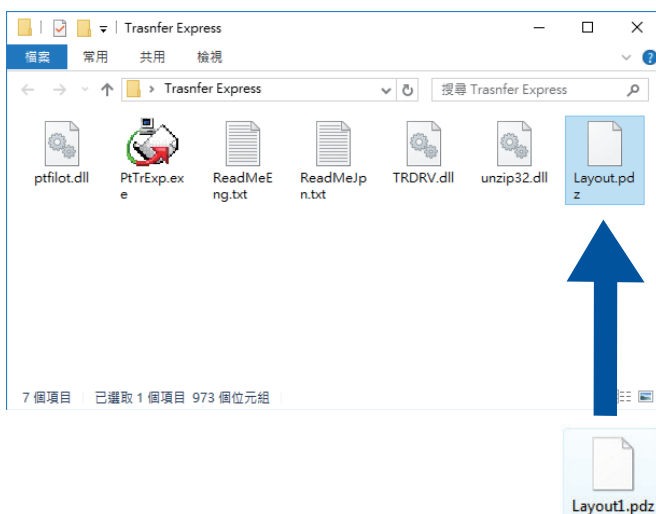 Trasnfer Express
檔案 常用 共用 檢視
Trasnfer Express 搜尋 Trasnfer Express
ptfilot.dll PtTrExp.ex ReadMeE ReadMeJp TRDRV.dll unzip32.dll Layout.pd
e ng.txt n.txt z
7 個項目 已選取 1 個項目 973 個位元組
Layout1.pdz